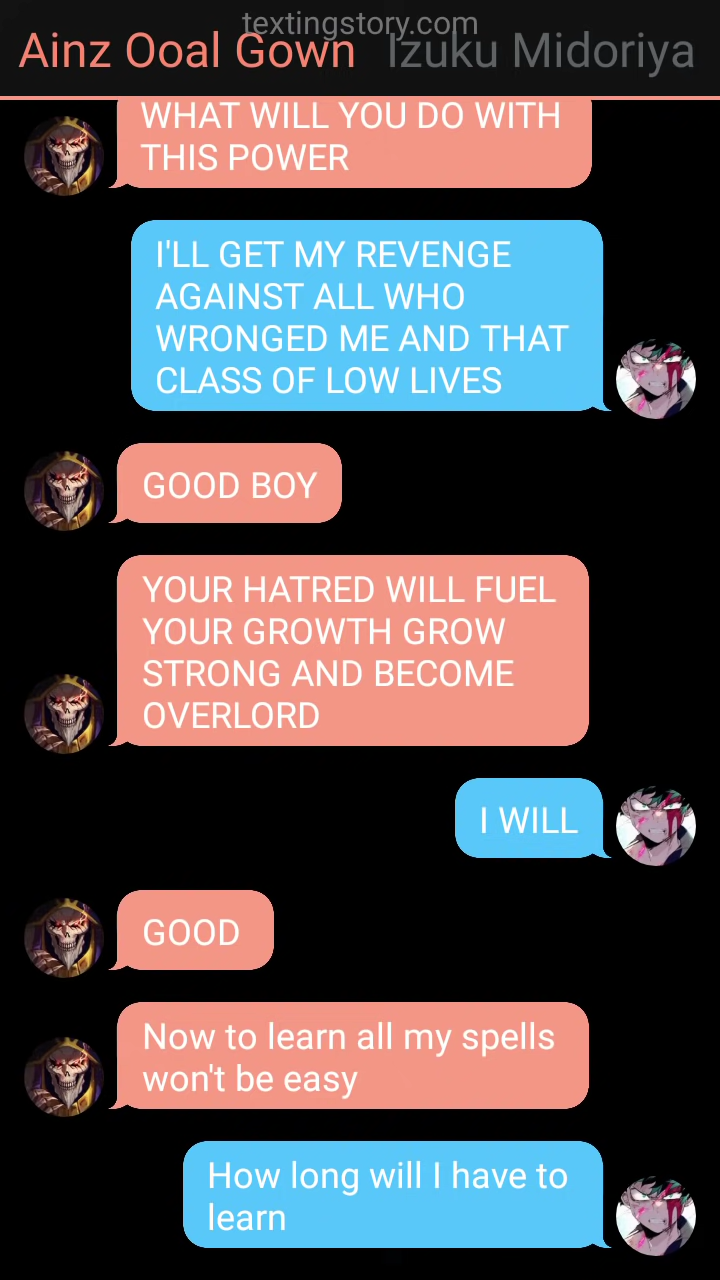 textingstory.com
Ainz Ooal Gown Izuku Midoriya
WHAT WILL YOU DO WITH
THIS POWER
I'LL GET MY REVENGE
AGAINST ALL WHO
WRONGED ME AND THAT
CLASS OF LOW LIVES
GOOD BOY
YOUR HATRED WILL FUEL
YOUR GROWTH GROW
STRONG AND BECOME
OVERLORD
I WILL
GOOD
Now to learn all my spells
won't be easy
How long will I have to
learn